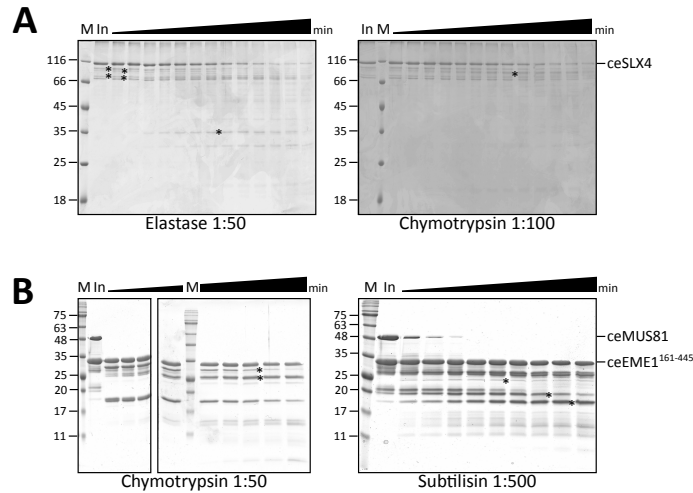 A
M In min
116
66
45
35
25
18
* * * * *
Elastase 1:50
In M min
116
66
45
35
25
18
*
ceSLX4
Chymotrypsin 1:100
B
M In M min
75
63
48
35
25
20
17
11
* *
Chymotrypsin 1:50
M In min
75
63
48
35
25
20
17
11
* * *
ceMUS81
ceEME1¹⁶¹⁻⁴⁴⁵
Subtilisin 1:500